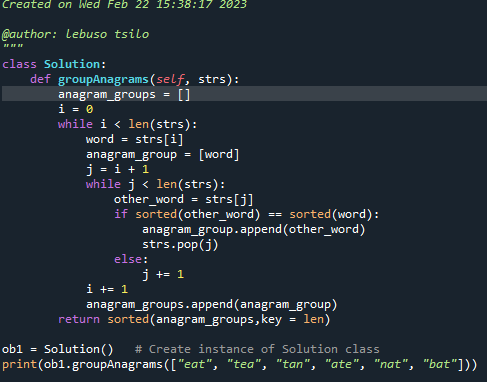 Created on Wed Feb 22 15:38:17 2023

@author: lebuso tsilo
"""
class Solution:
    def groupAnagrams(self, strs):
        anagram_groups = []
        i = 0
        while i < len(strs):
            word = strs[i]
            anagram_group = [word]
            j = i + 1
            while j < len(strs):
                other_word = strs[j]
                if sorted(other_word) == sorted(word):
                    anagram_group.append(other_word)
                    strs.pop(j)
                else:
                    j += 1
            i += 1
            anagram_groups.append(anagram_group)
        return sorted(anagram_groups,key = len)

ob1 = Solution()   # Create instance of Solution class
print(ob1.groupAnagrams(["eat", "tea", "tan", "ate", "nat", "bat"]))